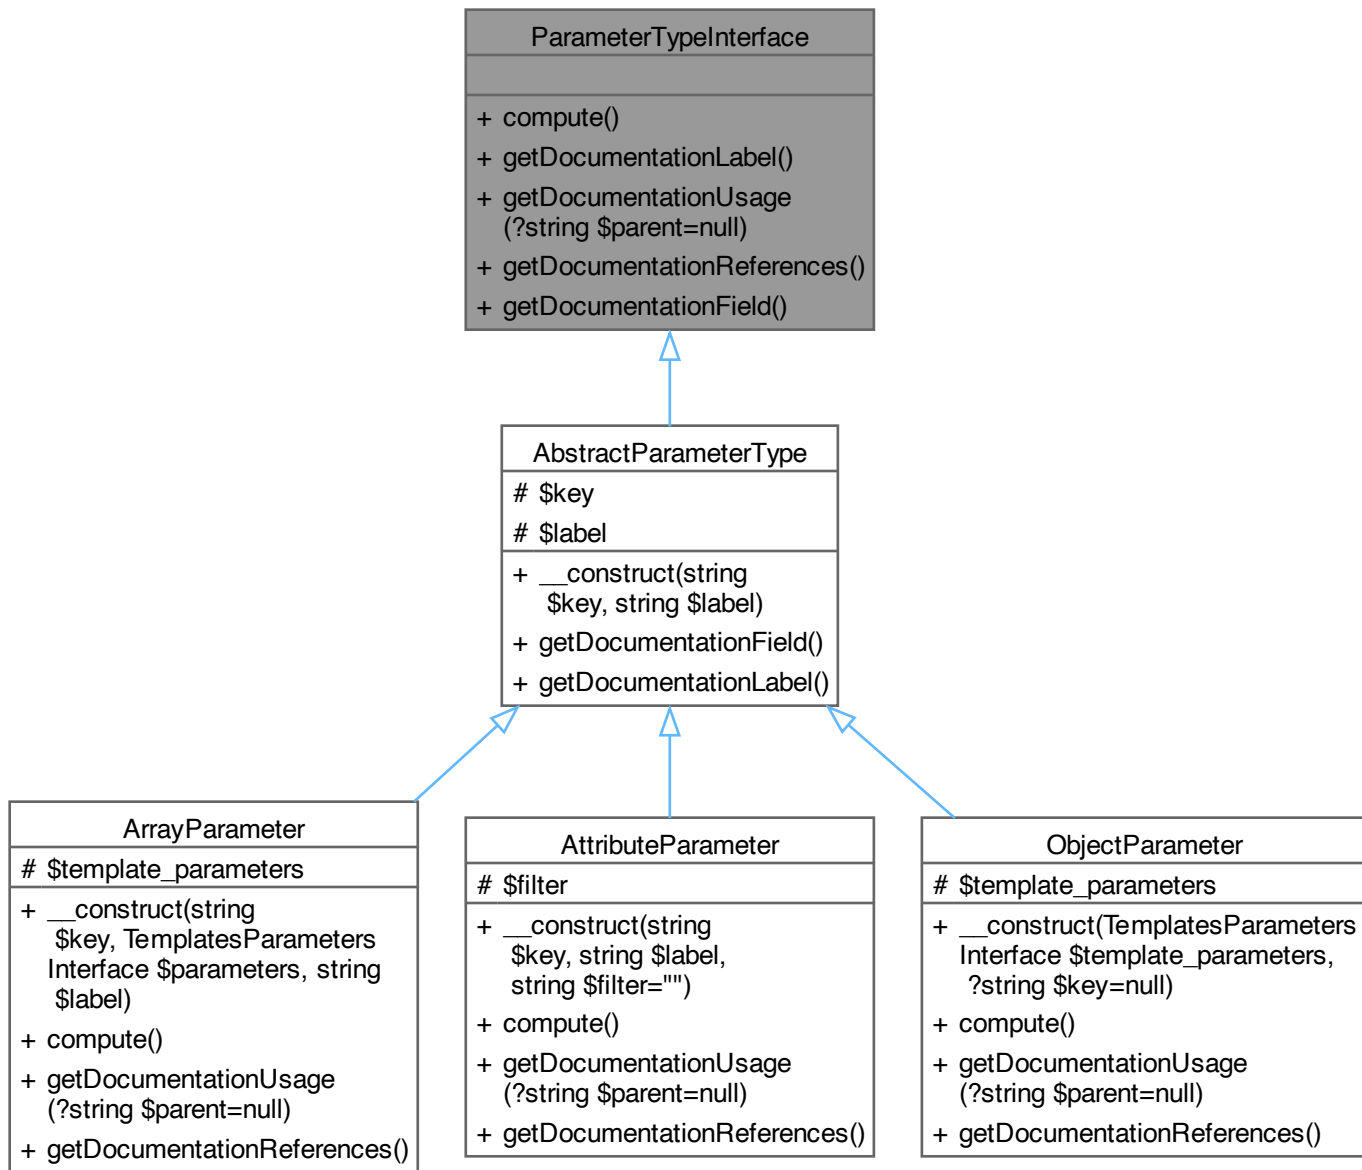 ParameterTypeInterface
+ compute()
+ getDocumentationLabel()
+ getDocumentationUsage
(?string $parent=null)
+ getDocumentationReferences()
+ getDocumentationField()
AbstractParameterType
# $key
# $label
+ __construct(string
$key, string $label)
+ getDocumentationField()
+ getDocumentationLabel()
ArrayParameter
# $template_parameters
+ __construct(string
$key, TemplatesParameters
Interface $parameters, string
$label)
+ compute()
+ getDocumentationUsage
(?string $parent=null)
+ getDocumentationReferences()
AttributeParameter
# $filter
+ __construct(string
$key, string $label,
string $filter="")
+ compute()
+ getDocumentationUsage
(?string $parent=null)
+ getDocumentationReferences()
ObjectParameter
# $template_parameters
+ __construct(TemplatesParameters
Interface $template_parameters,
?string $key=null)
+ compute()
+ getDocumentationUsage
(?string $parent=null)
+ getDocumentationReferences()